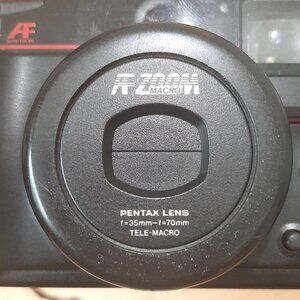 AF
AF ZOOM
MACRO
PENTAX LENS
f=35mm–f=70mm
TELE-MACRO